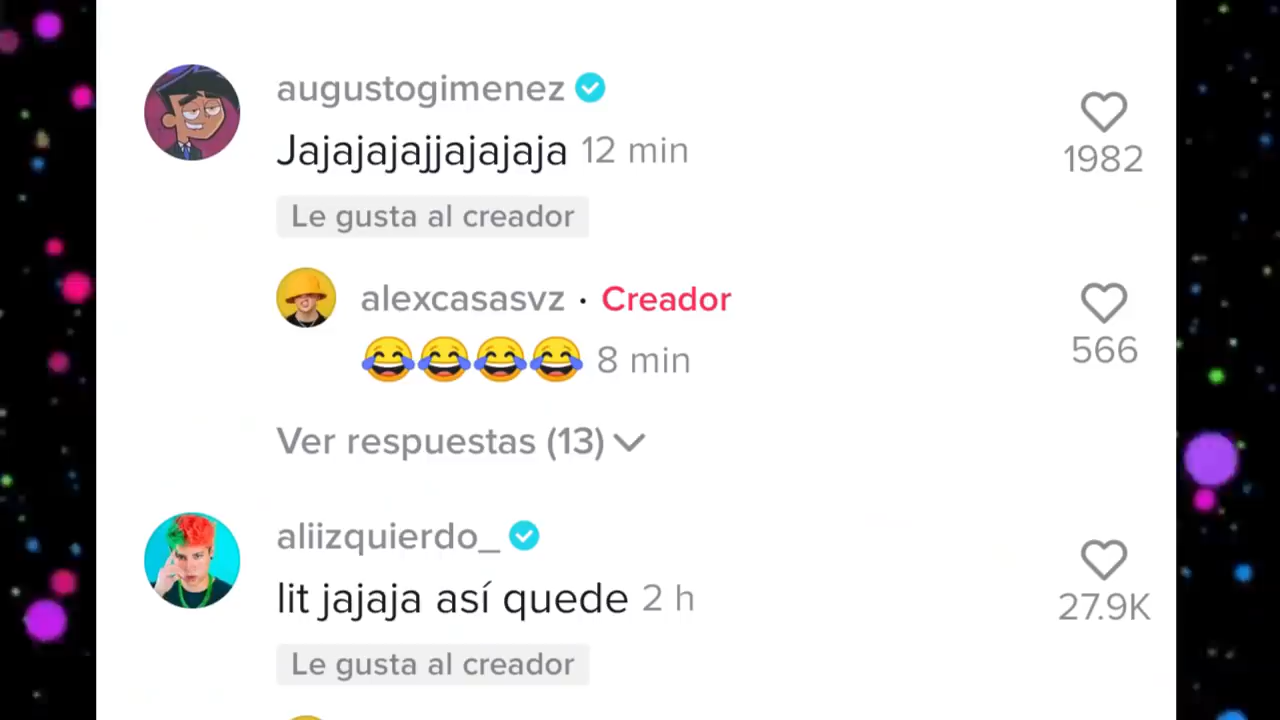 augustogimenez
Jajajajajjajajaja 12 min
1982
Le gusta al creador
alexcasasvz · Creador
😂😂😂😂 8 min
566
Ver respuestas (13)
aliizquierdo_
lit jajaja así quede 2 h
27.9K
Le gusta al creador